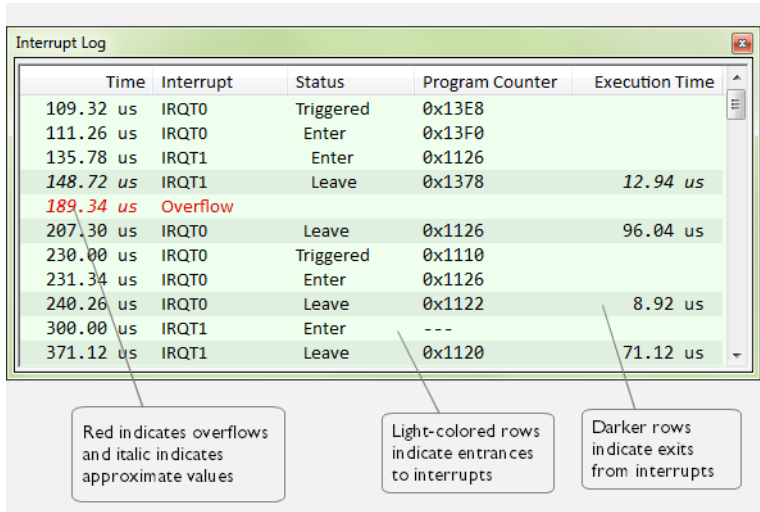 Interrupt Log
Time Interrupt Status Program Counter Execution Time
109.32 us IRQT0 Triggered 0x13E8
111.26 us IRQT0 Enter 0x13F0
135.78 us IRQT1 Enter 0x1126
148.72 us IRQT1 Leave 0x1378 12.94 us
189.34 us Overflow
207.30 us IRQT0 Leave 0x1126 96.04 us
230.00 us IRQT0 Triggered 0x1110
231.34 us IRQT0 Enter 0x1126
240.26 us IRQT0 Leave 0x1122 8.92 us
300.00 us IRQT1 Enter ---
371.12 us IRQT1 Leave 0x1120 71.12 us
Red indicates overflows
and italic indicates
approximate values
Light-colored rows
indicate entrances
to interrupts
Darker rows
indicate exits
from interrupts